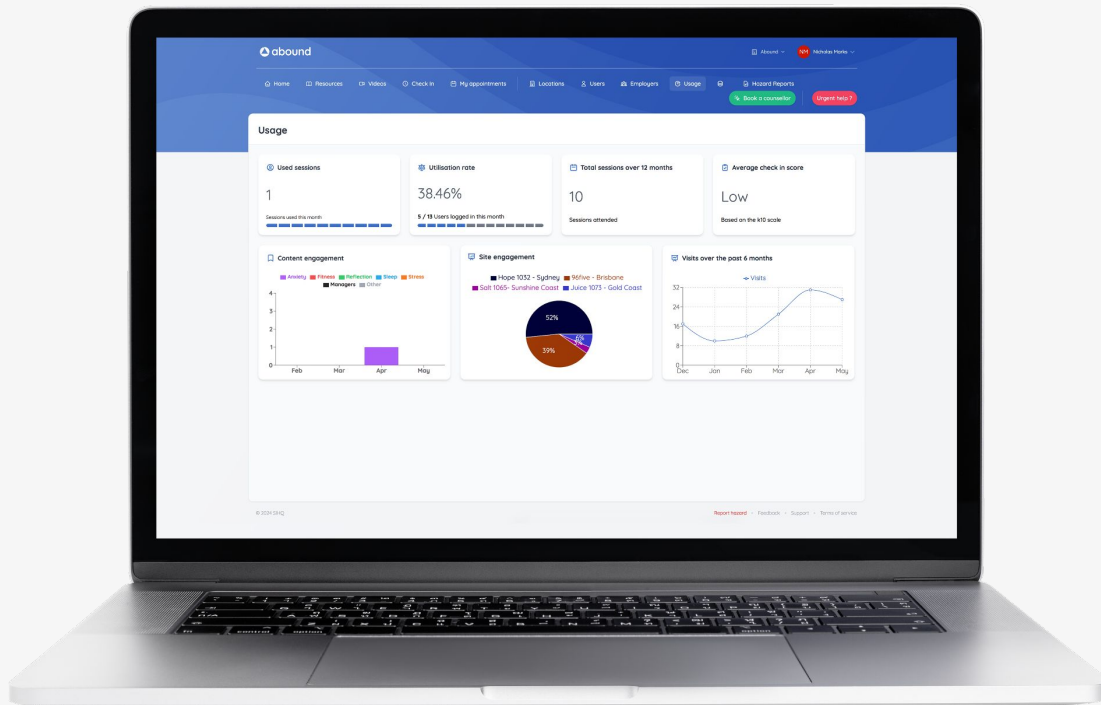 abound
Abound
NM Nicholas Marks
Home Resources Videos Check In My appointments Locations Users Employers Usage Hazard Reports
Book a counsellor Urgent help ?
Usage
Used sessions
1
Sessions used this month
Utilisation rate
38.46%
5 / 13 Users logged in this month
Total sessions over 12 months
10
Sessions attended
Average check in score
Low
Based on the k10 scale
Content engagement
Anxiety Fitness Reflection Sleep Stress
Managers Other
4
3
2
1
0
Feb Mar Apr May
Site engagement
Hope 1032 - Sydney 96five - Brisbane
Salt 1065- Sunshine Coast Juice 1073 - Gold Coast
52%
6%
3%
39%
Visits over the past 6 months
Visits
32
24
16
8
0
Dec Jan Feb Mar Apr May
Report hazard Feedback Support Terms of service
control option
option